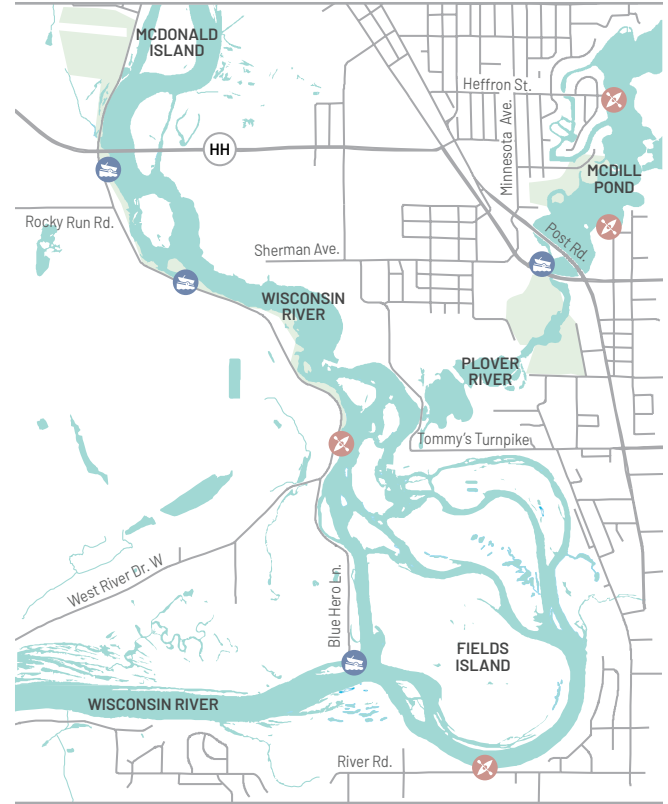 MCDONALD
ISLAND
Heffron St.
Minnesota Ave.
HH
MCDILL
POND
Rocky Run Rd.
Post Rd.
Sherman Ave.
WISCONSIN
RIVER
PLOVER
RIVER
Tommy's Turnpike
West River Dr. W
Blue Hero Ln.
FIELDS
ISLAND
WISCONSIN RIVER
River Rd.